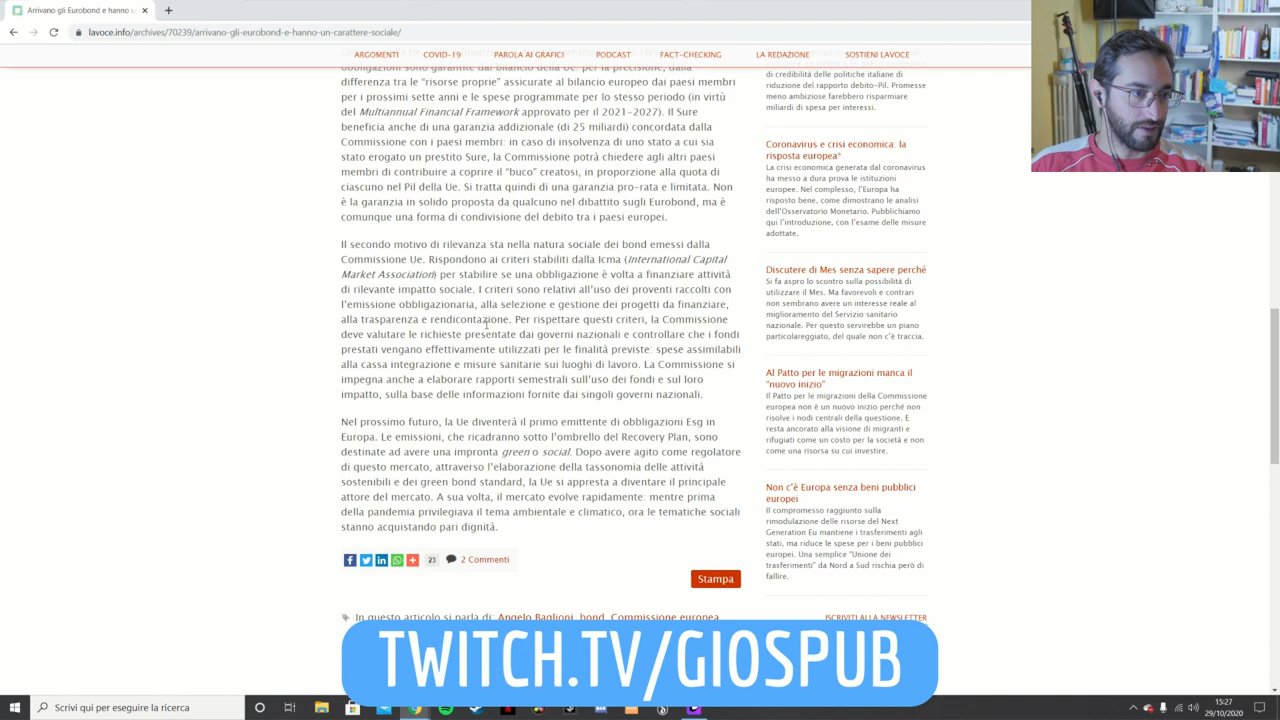 Arrivano gli Eurobond e hanno u
lavoce.info/archives/70239/arrivano-gli-eurobond-e-hanno-un-carattere-sociale/
ARGOMENTI COVID-19 PAROLA AI GRAFICI PODCAST FACT-CHECKING LA REDAZIONE SOSTIENI LAVOCE
obbligazioni sono garantite dal bilancio della Ue: per la precisione, dalla
differenza tra le “risorse proprie” assicurate al bilancio europeo dai paesi membri
per i prossimi sette anni e le spese programmate per lo stesso periodo (in virtù
del Multiannual Financial Framework approvato per il 2021-2027). Il Sure
beneficia anche di una garanzia addizionale (di 25 miliardi) concordata dalla
Commissione con i paesi membri: in caso di insolvenza di uno stato a cui sia
stato erogato un prestito Sure, la Commissione potrà chiedere agli altri paesi
membri di contribuire a coprire il “buco” creatosi, in proporzione alla quota di
ciascuno nel Pil della Ue. Si tratta quindi di una garanzia pro-rata e limitata. Non
è la garanzia in solido proposta da qualcuno nel dibattito sugli Eurobond, ma è
comunque una forma di condivisione del debito tra i paesi europei.
Il secondo motivo di rilevanza sta nella natura sociale dei bond emessi dalla
Commissione Ue. Rispondono ai criteri stabiliti dalla Icma (International Capital
Market Association) per stabilire se una obbligazione è volta a finanziare attività
di rilevante impatto sociale. I criteri sono relativi all’uso dei proventi raccolti con
l’emissione obbligazionaria, alla selezione e gestione dei progetti da finanziare,
alla trasparenza e rendicontazione. Per rispettare questi criteri, la Commissione
deve valutare le richieste presentate dai governi nazionali e controllare che i fondi
prestati vengano effettivamente utilizzati per le finalità previste: spese assimilabili
alla cassa integrazione e misure sanitarie sui luoghi di lavoro. La Commissione si
impegna anche a elaborare rapporti semestrali sull’uso dei fondi e sul loro
impatto, sulla base delle informazioni fornite dai singoli governi nazionali.
Nel prossimo futuro, la Ue diventerà il primo emittente di obbligazioni Esg in
Europa. Le emissioni, che ricadranno sotto l’ombrello del Recovery Plan, sono
destinate ad avere una impronta green o social. Dopo avere agito come regolatore
di questo mercato, attraverso l’elaborazione della tassonomia delle attività
sostenibili e dei green bond standard, la Ue si appresta a diventare il principale
attore del mercato. A sua volta, il mercato evolve rapidamente: mentre prima
della pandemia privilegiava il tema ambientale e climatico, ora le tematiche sociali
stanno acquistando pari dignità.
23 2 Commenti
Stampa
In questo articolo si parla di: Angelo Baglioni, bond, Commissione europea,
di credibilità delle politiche italiane di
riduzione del rapporto debito-Pil. Promesse
meno ambiziose farebbero risparmiare
miliardi di spesa per interessi.
Coronavirus e crisi economica: la
risposta europea*
La crisi economica generata dal coronavirus
ha messo a dura prova le istituzioni
europee. Nel complesso, l’Europa ha
risposto bene, come dimostrano le analisi
dell’Osservatorio Monetario. Pubblichiamo
qui l’introduzione, con l’esame delle misure
adottate.
Discutere di Mes senza sapere perché
Si fa aspro lo scontro sulla possibilità di
utilizzare il Mes. Ma favorevoli e contrari
non sembrano avere un interesse reale al
miglioramento del Servizio sanitario
nazionale. Per questo servirebbe un piano
particolareggiato, del quale non c’è traccia.
Al Patto per le migrazioni manca il
“nuovo inizio”
Il Patto per le migrazioni della Commissione
europea non è un nuovo inizio perché non
risolve i nodi centrali della questione. E
resta ancorato alla visione di migranti e
rifugiati come un costo per la società e non
come una risorsa su cui investire.
Non c’è Europa senza beni pubblici
europei
Il compromesso raggiunto sulla
rimodulazione delle risorse del Next
Generation Eu mantiene i trasferimenti agli
stati, ma riduce le spese per i beni pubblici
europei. Una semplice “Unione dei
trasferimenti” da Nord a Sud rischia però di
fallire.
ISCRIVITI ALLA NEWSLETTER
TWITCH.TV/GIOSPUB
Scrivi qui per eseguire la ricerca
15:27
29/10/2020